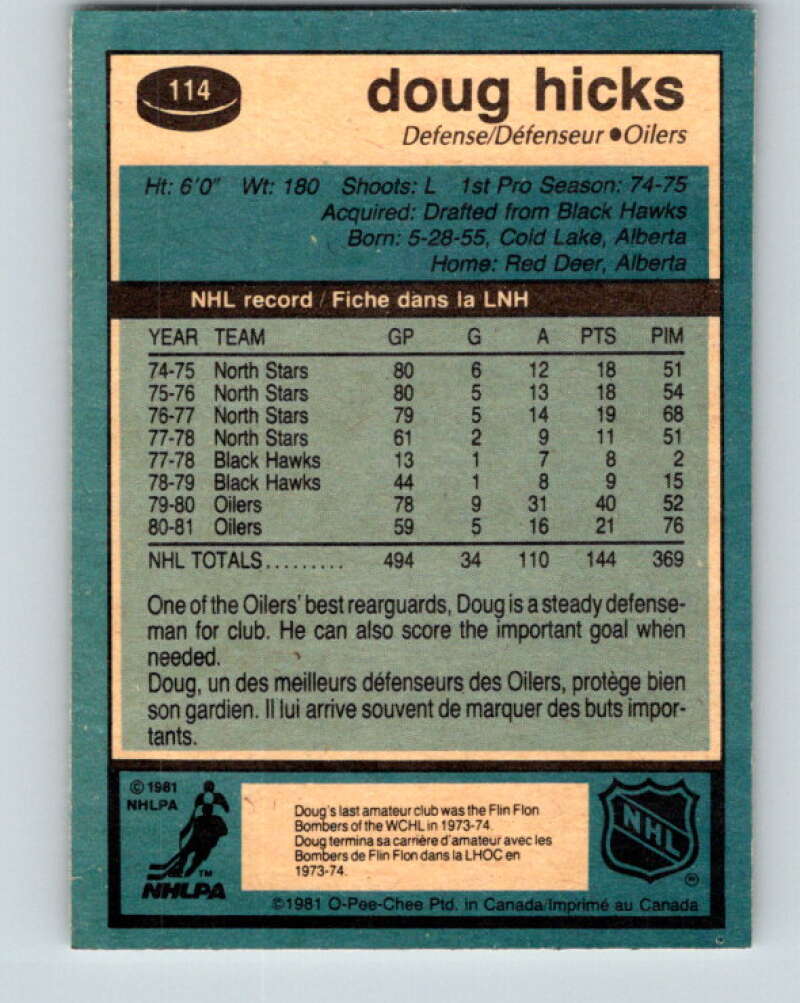 114
doug hicks
Defense/Défenseur ● Oilers
Ht: 6'0" Wt: 180 Shoots: L 1st Pro Season: 74-75
Acquired: Drafted from Black Hawks
Born: 5-28-55, Cold Lake, Alberta
Home: Red Deer, Alberta
NHL record / Fiche dans la LNH
YEAR TEAM GP G A PTS PIM
74-75 North Stars 80 6 12 18 51
75-76 North Stars 80 5 13 18 54
76-77 North Stars 79 5 14 19 68
77-78 North Stars 61 2 9 11 51
77-78 Black Hawks 13 1 7 8 2
78-79 Black Hawks 44 1 8 9 15
79-80 Oilers 78 9 31 40 52
80-81 Oilers 59 5 16 21 76
NHL TOTALS......... 494 34 110 144 369
One of the Oilers' best rearguards, Doug is a steady defense-
man for club. He can also score the important goal when
needed.
Doug, un des meilleurs défenseurs des Oilers, protège bien
son gardien. Il lui arrive souvent de marquer des buts impor-
tants.
© 1981
NHLPA
TM
NHLPA
Doug's last amateur club was the Flin Flon
Bombers of the WCHL in 1973-74.
Doug termina sa carrière d'amateur avec les
Bombers de Flin Flon dans la LHOC en
1973-74.
NHL
®
©1981 O-Pee-Chee Ptd. in Canada/Imprimé au Canada